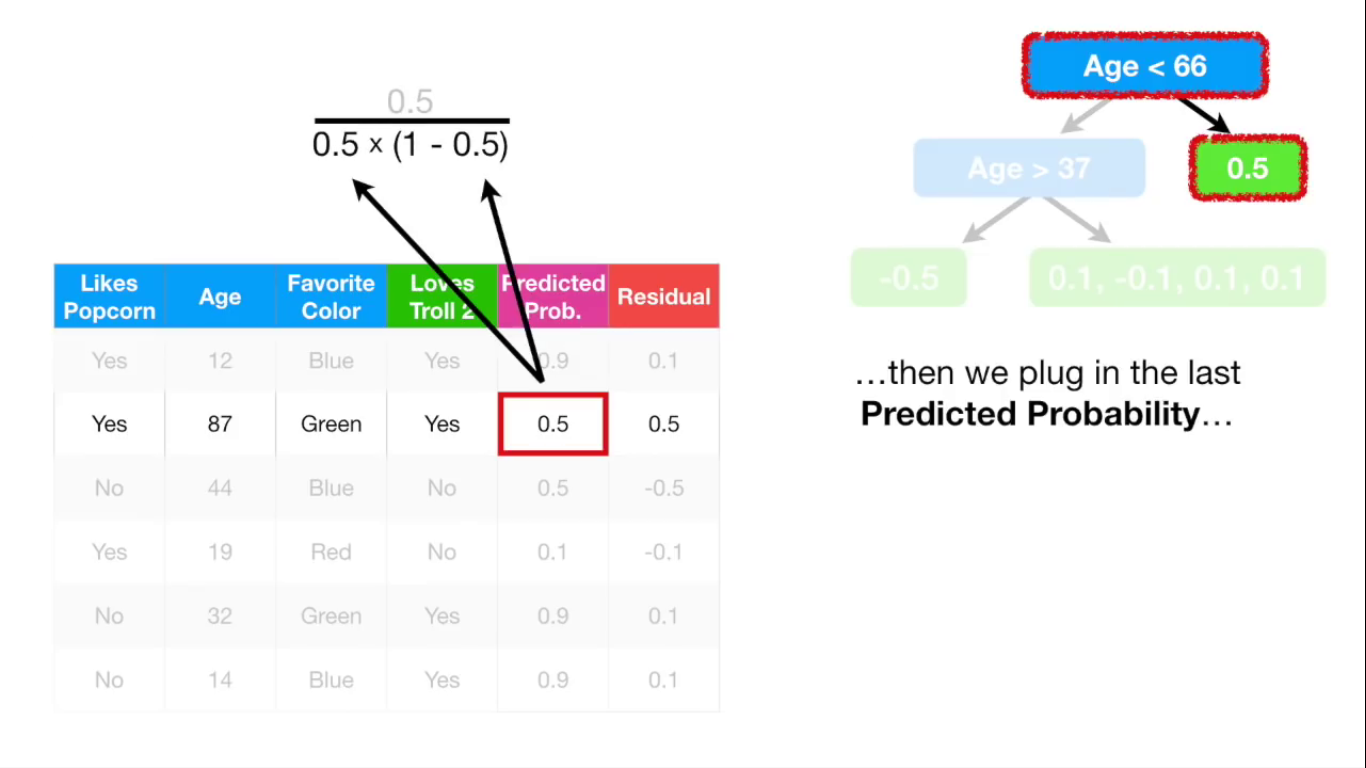 0.5
0.5 × (1 - 0.5)
Age < 66
Age > 37
0.5
-0.5
0.1, -0.1, 0.1, 0.1
Likes Popcorn Age Favorite Color Loves Troll 2 Predicted Prob. Residual
Yes 12 Blue Yes 0.9 0.1
Yes 87 Green Yes 0.5 0.5
No 44 Blue No 0.5 -0.5
Yes 19 Red No 0.1 -0.1
No 32 Green Yes 0.9 0.1
No 14 Blue Yes 0.9 0.1
…then we plug in the last
Predicted Probability…